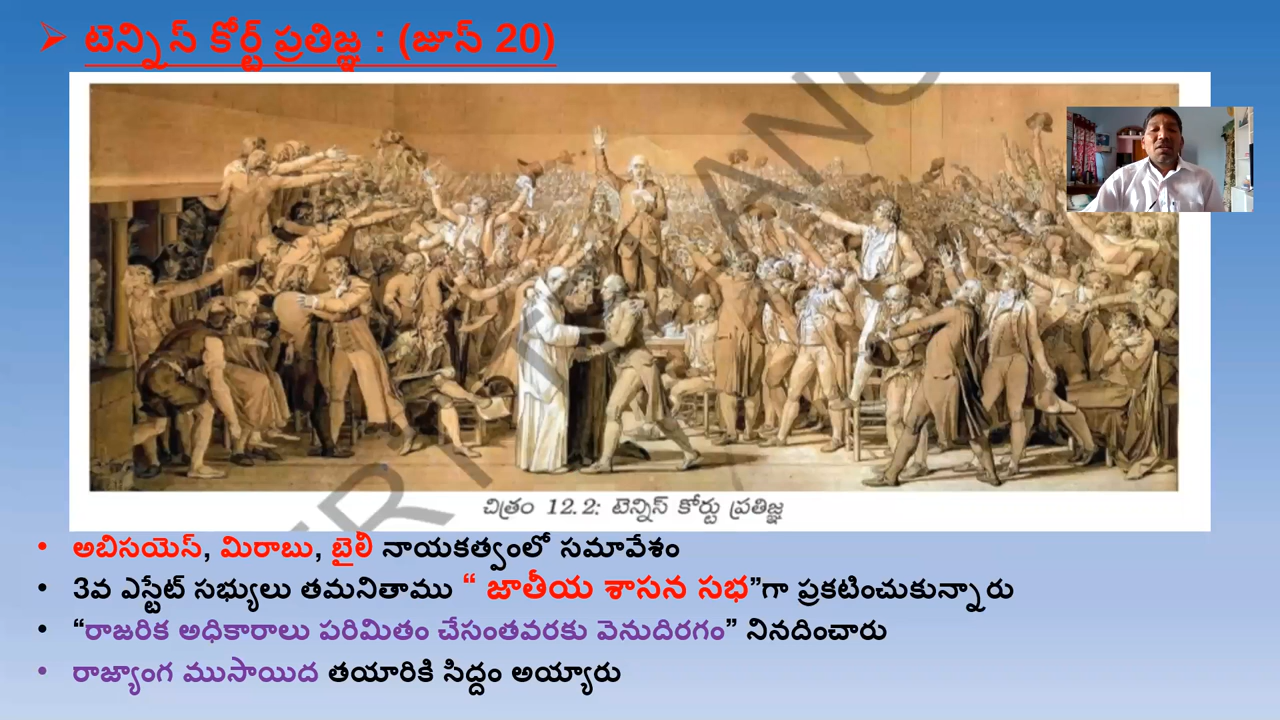 ➢ టెన్నిస్ కోర్ట్ ప్రతిజ్ఞ : (జూస్ 20)
చిత్రం 12.2: టెన్నిస్ కోర్టు ప్రతిజ్ఞ
• అబిసయెస్, మిరాబు, బైలీ నాయకత్వంలో సమావేశం
• 3వ ఎస్టేట్ సభ్యులు తమనితాము “ జాతీయ శాసన సభ”గా ప్రకటించుకున్నారు
• “రాజరిక అధికారాలు పరిమితం చేసంతవరకు వెనుదిరగం” నినదించారు
• రాజ్యాంగ ముసాయిద తయారికి సిద్దం అయ్యారు